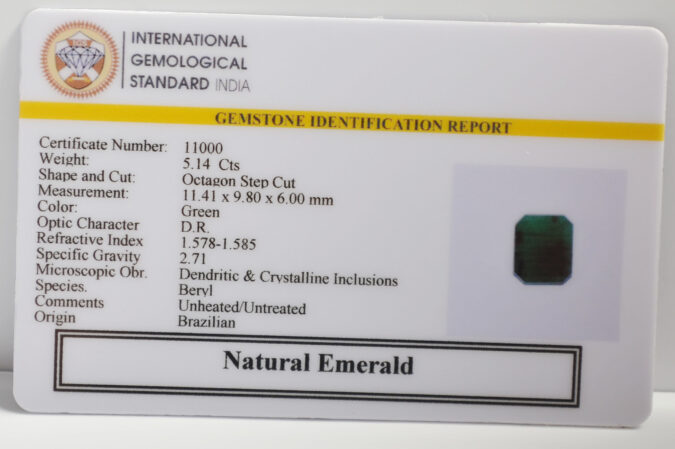 INTERNATIONAL
GEMOLOGICAL
STANDARD INDIA
GEMSTONE IDENTIFICATION REPORT
Certificate Number: 11000
Weight: 5.14 Cts
Shape and Cut: Octagon Step Cut
Measurement: 11.41 x 9.80 x 6.00 mm
Color: Green
Optic Character D.R.
Refractive Index 1.578-1.585
Specific Gravity 2.71
Microscopic Obr. Dendritic & Crystalline Inclusions
Species. Beryl
Comments Unheated/Untreated
Origin Brazilian
Natural Emerald